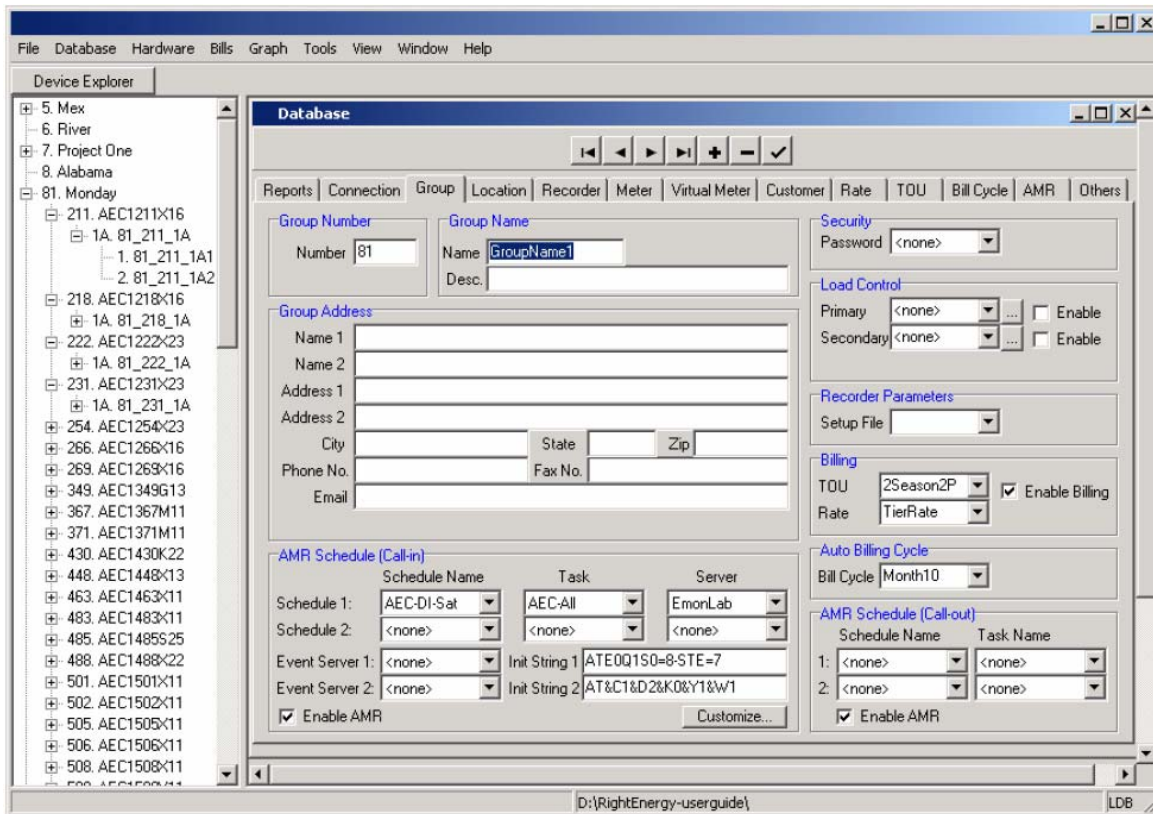 File Database Hardware Bills Graph Tools View Window Help
Device Explorer
5. Mex
6. River
7. Project One
8. Alabama
81. Monday
211. AEC1211X16
1A. 81_211_1A
1. 81_211_1A1
2. 81_211_1A2
218. AEC1218X16
1A. 81_218_1A
222. AEC1222X23
1A. 81_222_1A
231. AEC1231X23
1A. 81_231_1A
254. AEC1254X23
266. AEC1266X16
269. AEC1269X16
349. AEC1349G13
367. AEC1367M11
371. AEC1371M11
430. AEC1430K22
448. AEC1448X13
463. AEC1463X11
483. AEC1483X11
485. AEC1485S25
488. AEC1488X22
501. AEC1501X11
502. AEC1502X11
505. AEC1505X11
506. AEC1506X11
508. AEC1508X11
Database
Reports Connection Group Location Recorder Meter Virtual Meter Customer Rate TOU Bill Cycle AMR Others
Group Number
Number 81
Group Name
Name GroupName1
Desc.
Group Address
Name 1
Name 2
Address 1
Address 2
City State Zip
Phone No. Fax No.
Email
AMR Schedule (Call-in)
Schedule Name Task Server
Schedule 1: AEC-DI-Sat AEC-All EmonLab
Schedule 2: <none> <none> <none>
Event Server 1: <none> Init String 1 ATE0Q1S0=8-STE=7
Event Server 2: <none> Init String 2 AT&C1&D2&K0&Y1&W1
Enable AMR Customize...
Security
Password <none>
Load Control
Primary <none> ... Enable
Secondary <none> ... Enable
Recorder Parameters
Setup File
Billing
TOU 2Season2P Enable Billing
Rate TierRate
Auto Billing Cycle
Bill Cycle Month10
AMR Schedule (Call-out)
Schedule Name Task Name
1: <none> <none>
2: <none> <none>
Enable AMR
D:\RightEnergy-userguide\ LDB